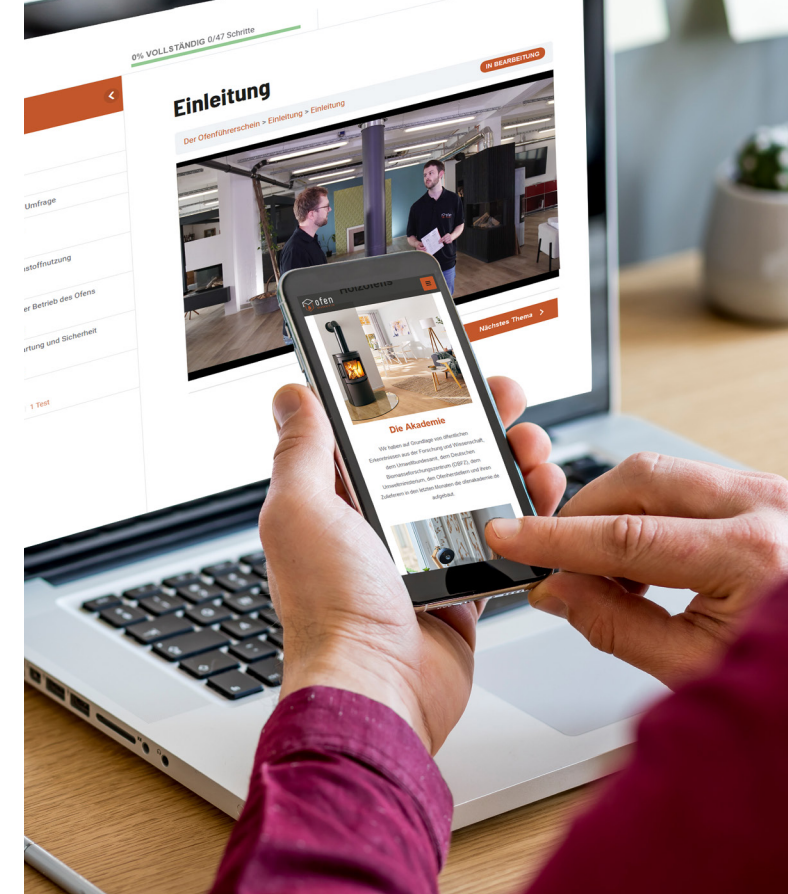 0% VOLLSTÄNDIG 0/47 Schritte
Einleitung
IN BEARBEITUNG
Der Ofenführerschein > Einleitung > Einleitung
Umfrage
stoffnutzung
er Betrieb des Ofens
rtung und Sicherheit
1 Test
Nächstes Thema >
Holzofens
ofen
Die Akademie
Wir haben auf Grundlage von öffentlichen
Erkenntnissen aus der Forschung und Wissenschaft,
dem Umweltbundesamt, dem Deutschen
Biomasseforschungszentrum (DBFZ), dem
Umweltministerium, den Ofenherstellern und ihren
Zulieferern in den letzten Monaten die ofenakademie.de
aufgebaut.